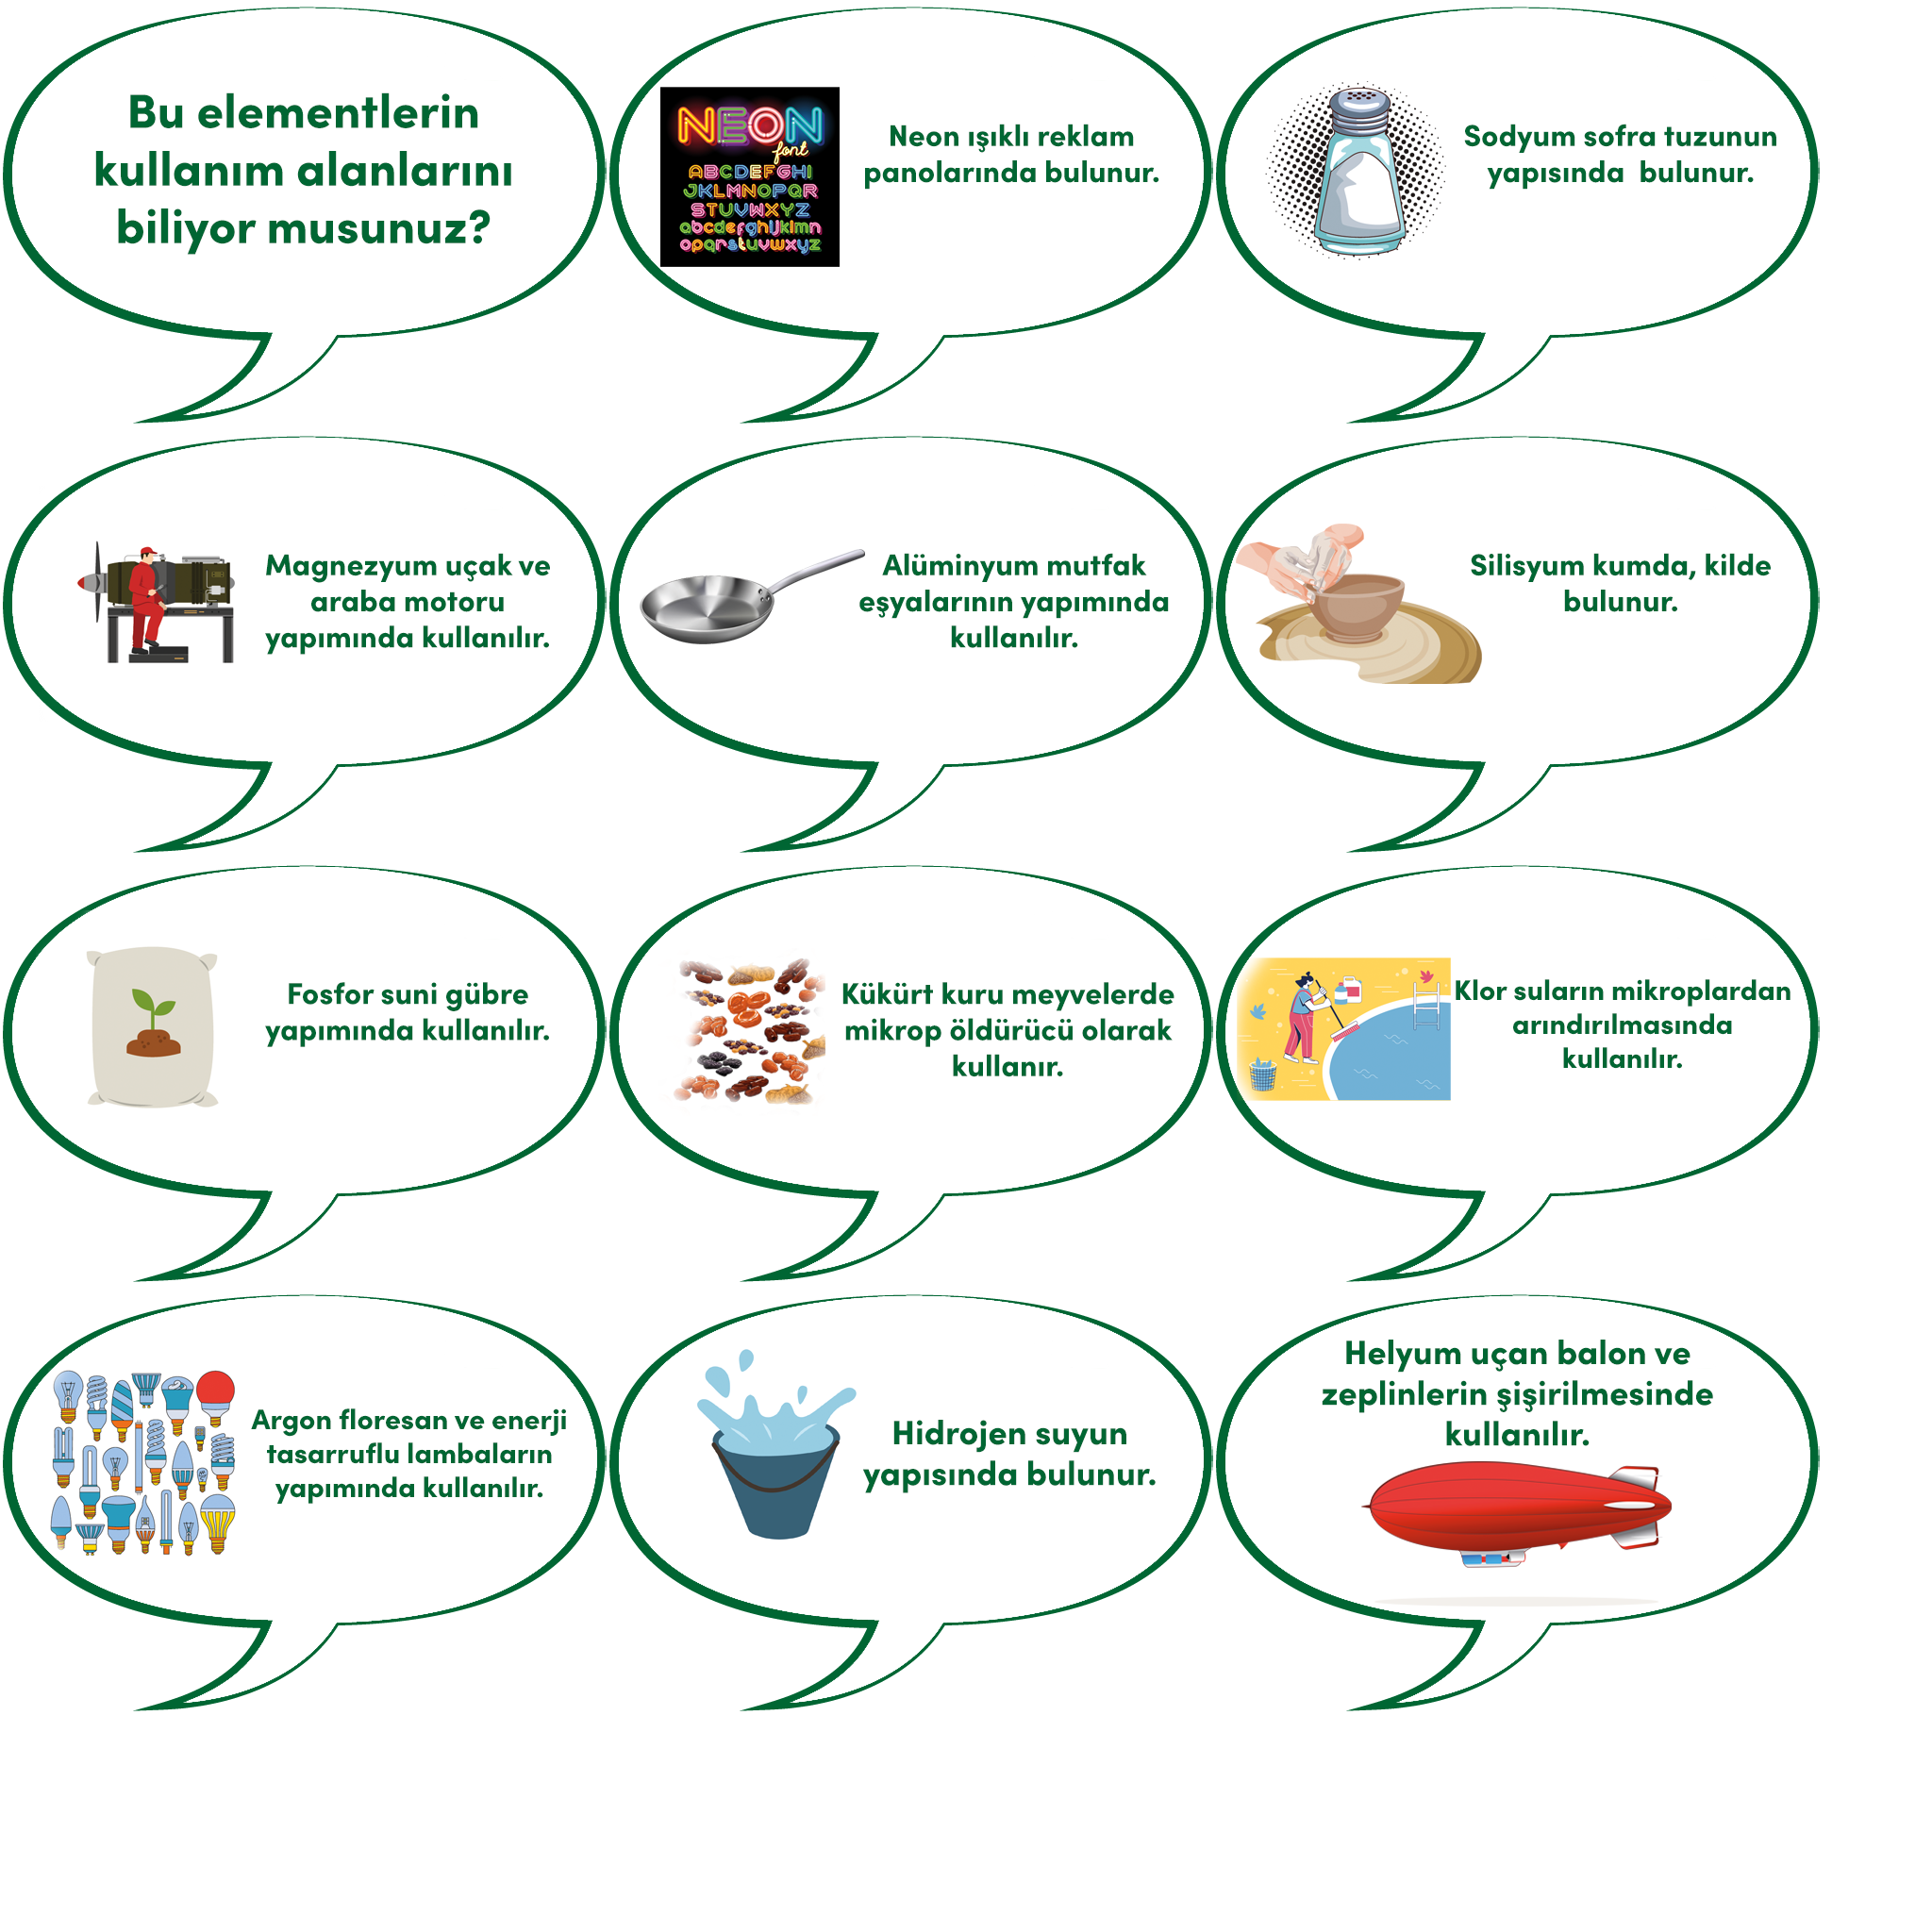 Bu elementlerin
kullanım alanlarını
biliyor musunuz?
NEON
font
ABCDEFGHI
JKLMNOPQR
STUVWXYZ
abcdefghijklmn
opqrstuvwxyz
Neon ışıklı reklam
panolarında bulunur.
Sodyum sofra tuzunun
yapısında  bulunur.
Magnezyum uçak ve
araba motoru
yapımında kullanılır.
Alüminyum mutfak
eşyalarının yapımında
kullanılır.
Silisyum kumda, kilde
bulunur.
Fosfor suni gübre
yapımında kullanılır.
Kükürt kuru meyvelerde
mikrop öldürücü olarak
kullanır.
Klor suların mikroplardan
arındırılmasında
kullanılır.
Argon floresan ve enerji
tasarruflu lambaların
yapımında kullanılır.
Hidrojen suyun
yapısında bulunur.
Helyum uçan balon ve
zeplinlerin şişirilmesinde
kullanılır.